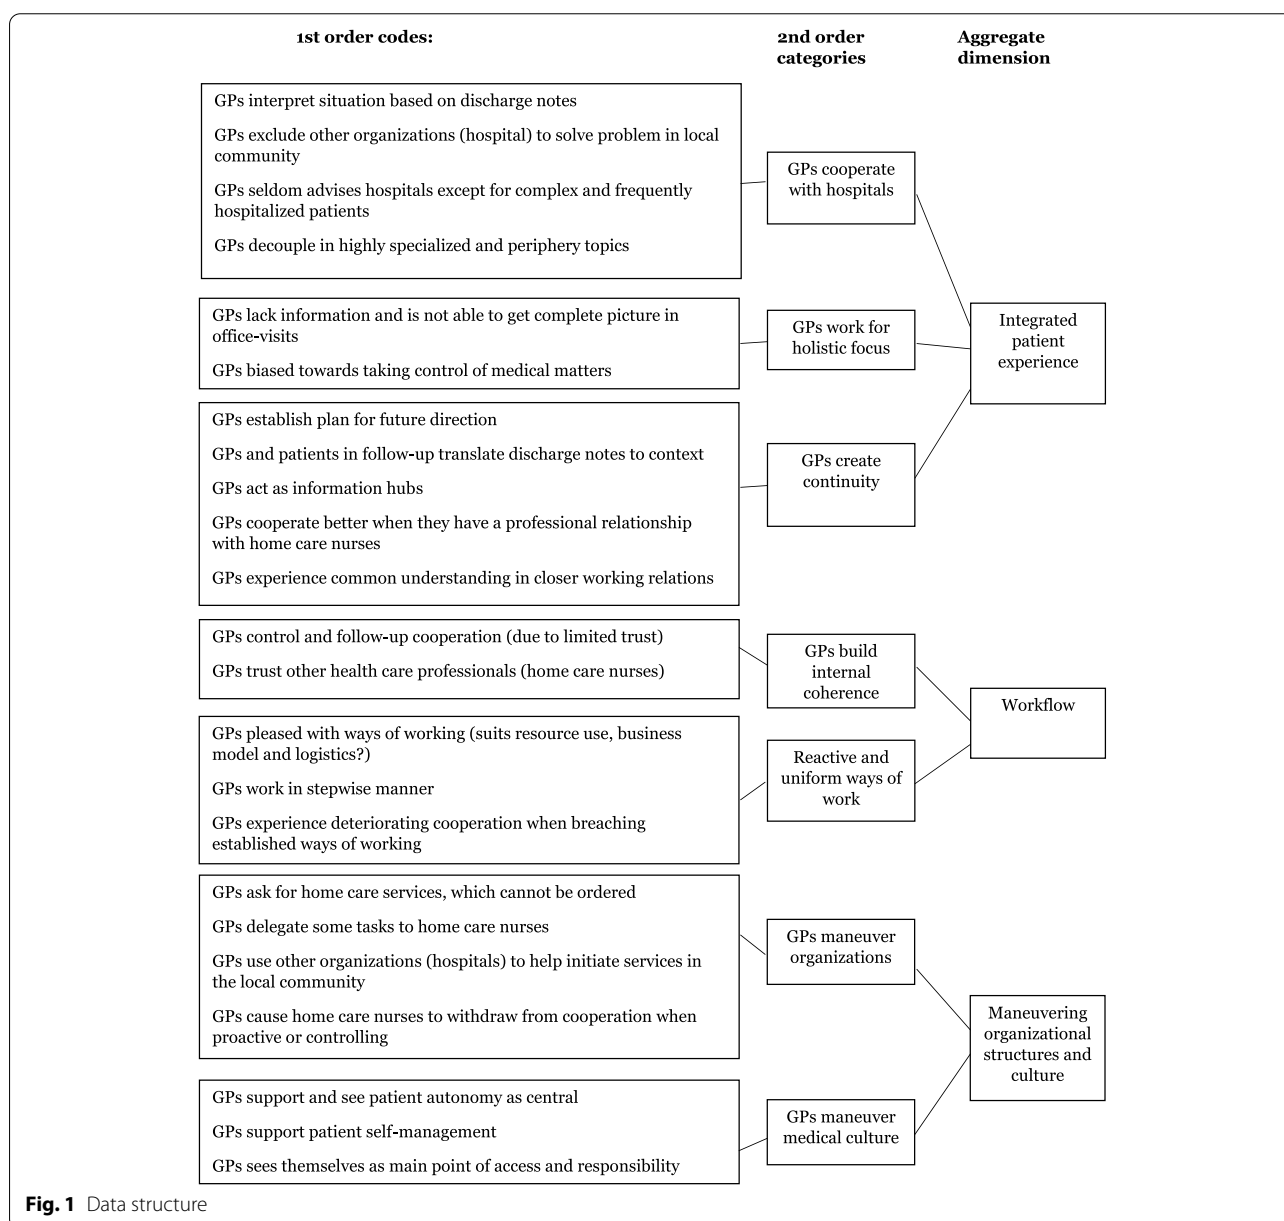 1st order codes:
2nd order
categories
Aggregate
dimension
GPs interpret situation based on discharge notes
GPs exclude other organizations (hospital) to solve problem in local
community
GPs seldom advises hospitals except for complex and frequently
hospitalized patients
GPs decouple in highly specialized and periphery topics
GPs cooperate
with hospitals
GPs lack information and is not able to get complete picture in
office-visits
GPs biased towards taking control of medical matters
GPs work for
holistic focus
Integrated
patient
experience
GPs establish plan for future direction
GPs and patients in follow-up translate discharge notes to context
GPs act as information hubs
GPs cooperate better when they have a professional relationship
with home care nurses
GPs experience common understanding in closer working relations
GPs create
continuity
GPs control and follow-up cooperation (due to limited trust)
GPs trust other health care professionals (home care nurses)
GPs build
internal
coherence
Workflow
GPs pleased with ways of working (suits resource use, business
model and logistics?)
GPs work in stepwise manner
GPs experience deteriorating cooperation when breaching
established ways of working
Reactive and
uniform ways of
work
GPs ask for home care services, which cannot be ordered
GPs delegate some tasks to home care nurses
GPs use other organizations (hospitals) to help initiate services in
the local community
GPs cause home care nurses to withdraw from cooperation when
proactive or controlling
GPs maneuver
organizations
Maneuvering
organizational
structures and
culture
GPs support and see patient autonomy as central
GPs support patient self-management
GPs sees themselves as main point of access and responsibility
GPs maneuver
medical culture
Fig. 1 Data structure